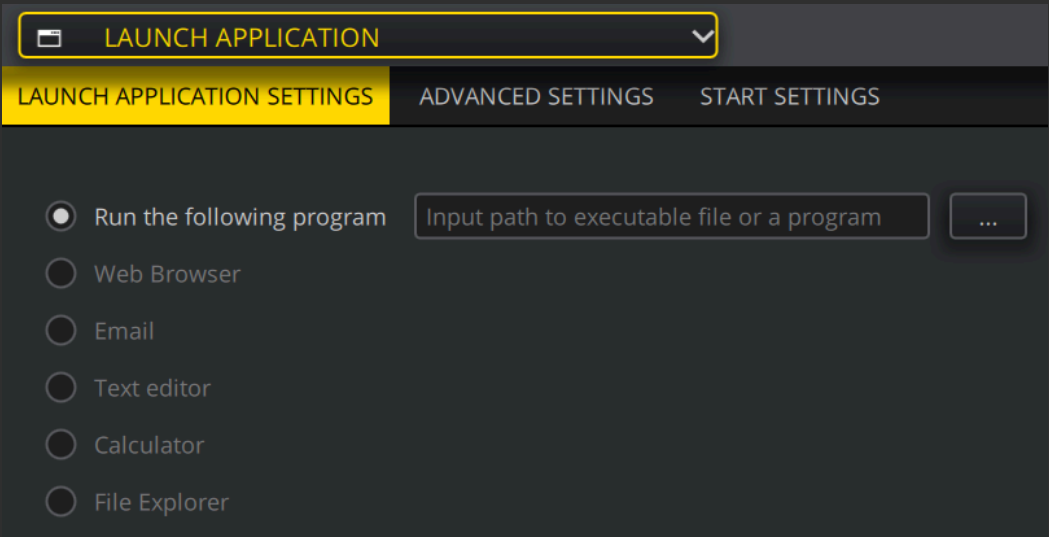 LAUNCH APPLICATION
LAUNCH APPLICATION SETTINGS ADVANCED SETTINGS START SETTINGS
Run the following program Input path to executable file or a program ...
Web Browser
Email
Text editor
Calculator
File Explorer